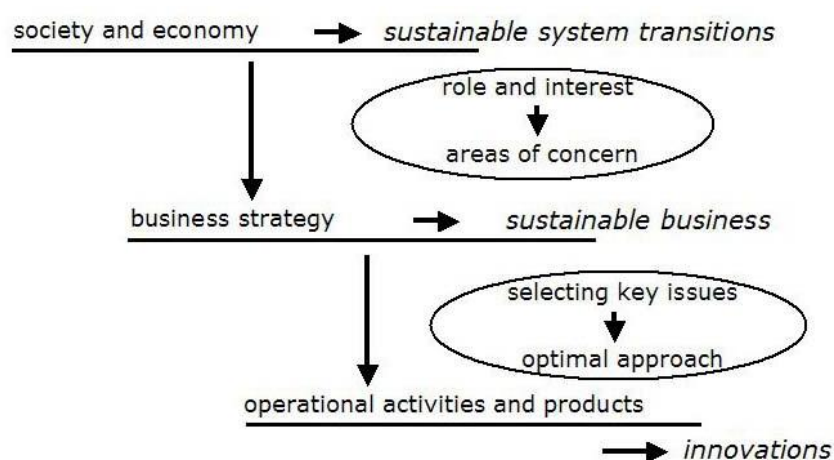 society and economy sustainable system transitions
role and interest
areas of concern
business strategy sustainable business
selecting key issues
optimal approach
operational activities and products
innovations